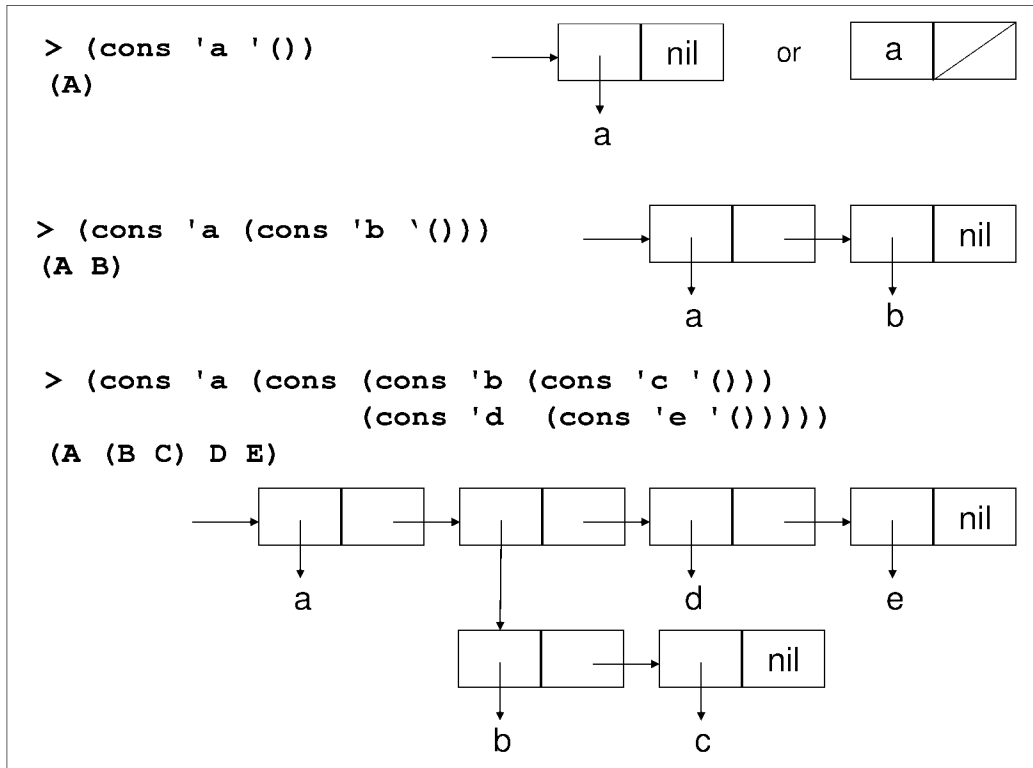 > (cons 'a '())
(A)
nil or a
a
> (cons 'a (cons 'b `()))
(A B)
nil
a b
> (cons 'a (cons (cons 'b (cons 'c '()))
(cons 'd (cons 'e '()))))
(A (B C) D E)
nil
a d e
nil
b c